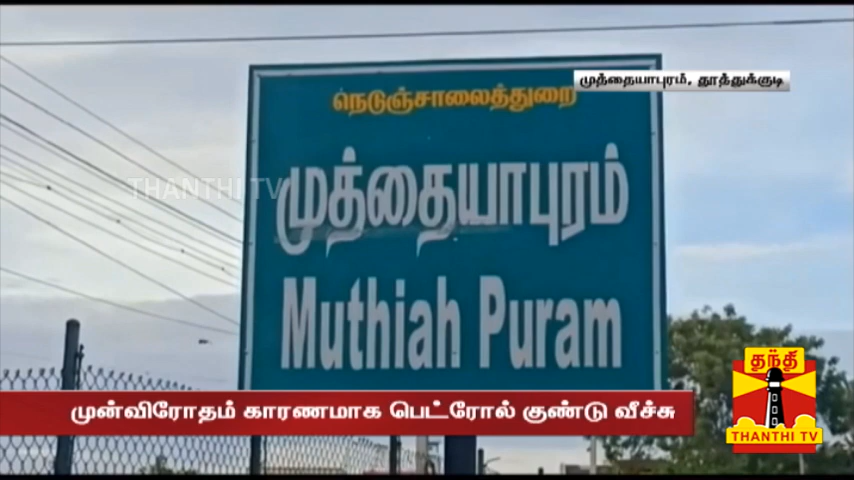 முத்தையாபுரம், தூத்துக்குடி
நெடுஞ்சாலைத்துறை
THANTHI TV
முத்தையாபுரம்
Muthiah Puram
முன்விரோதம் காரணமாக பெட்ரோல் குண்டு வீச்சு
தந்தி
THANTHI TV